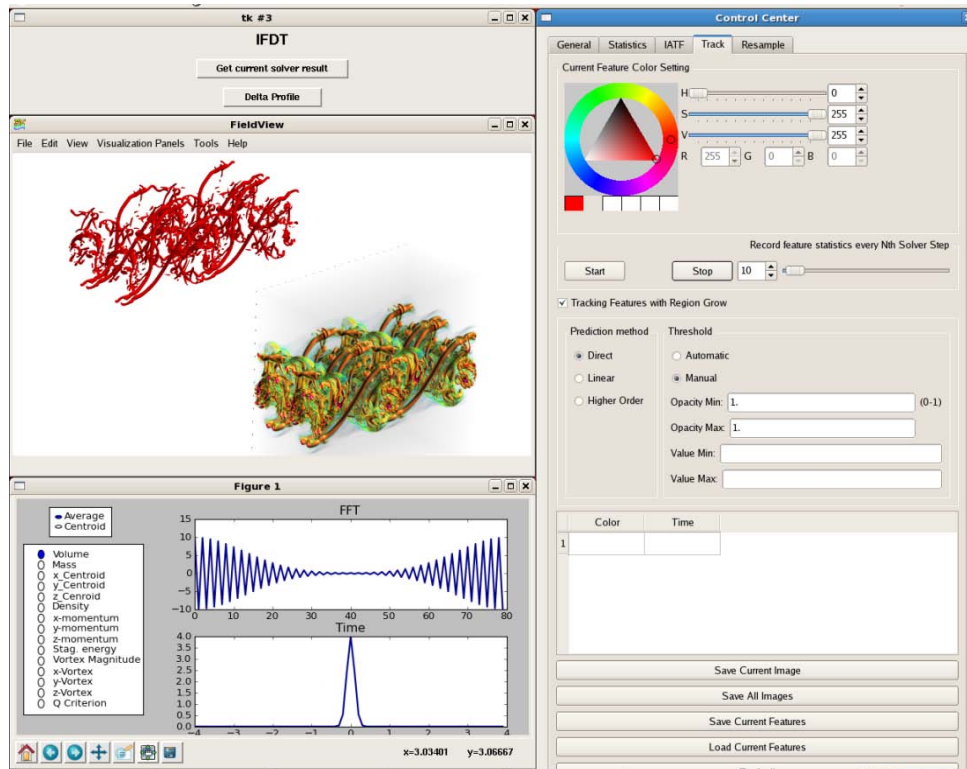 tk #3
IFDT
Get current solver result
Delta Profile
FieldView
File Edit View Visualization Panels Tools Help
Figure 1
Average
Centroid
Volume
Mass
x_Centroid
y_Centroid
z_Cenroid
Density
x-momentum
y-momentum
z-momentum
Stag. energy
Vortex Magnitude
x-Vortex
y-Vortex
z-Vortex
Q Criterion
FFT
15
10
5
0
−5
−10
0 10 20 30 40 50 60 70 80
Time
4.0
3.5
3.0
2.5
2.0
1.5
1.0
0.5
0.0
−4 −3 −2 −1 0 1 2 3 4
x=3.03401 y=3.06667
Control Center
General Statistics IATF Track Resample
Current Feature Color Setting
H 0
S 255
V 255
R 255 G 0 B 0
Record feature statistics every Nth Solver Step
Start Stop 10
Tracking Features with Region Grow
Prediction method Threshold
Direct Automatic
Linear Manual
Higher Order Opacity Min: 1. (0-1)
Opacity Max: 1.
Value Min:
Value Max:
Color Time
1
Save Current Image
Save All Images
Save Current Features
Load Current Features